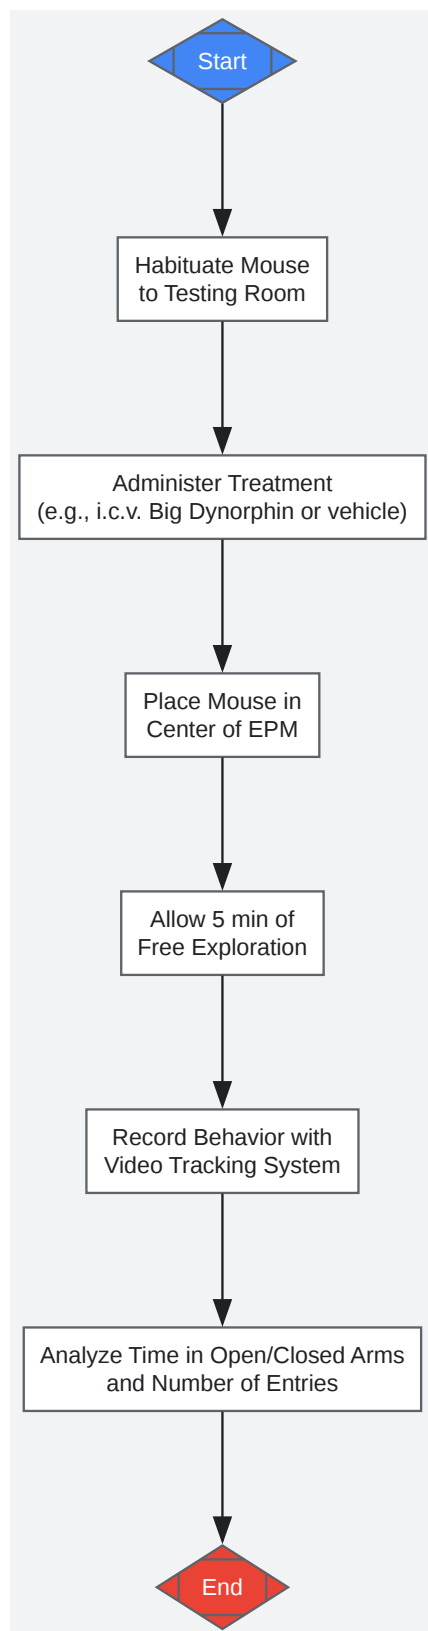 Start
Habituate Mouse
to Testing Room
Administer Treatment
(e.g., i.c.v. Big Dynorphin or vehicle)
Place Mouse in
Center of EPM
Allow 5 min of
Free Exploration
Record Behavior with
Video Tracking System
Analyze Time in Open/Closed Arms
and Number of Entries
End